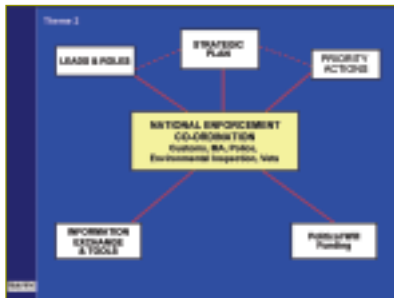 Theme 2
STRATEGIC
PLAN
LEADS & ROLES
PRIORITY
ACTIONS
NATIONAL ENFORCEMENT
CO-ORDINATION
Customs, MA, Police,
Environmental Inspection, Vets
INFORMATION
EXCHANGE
& TOOLS
Funding